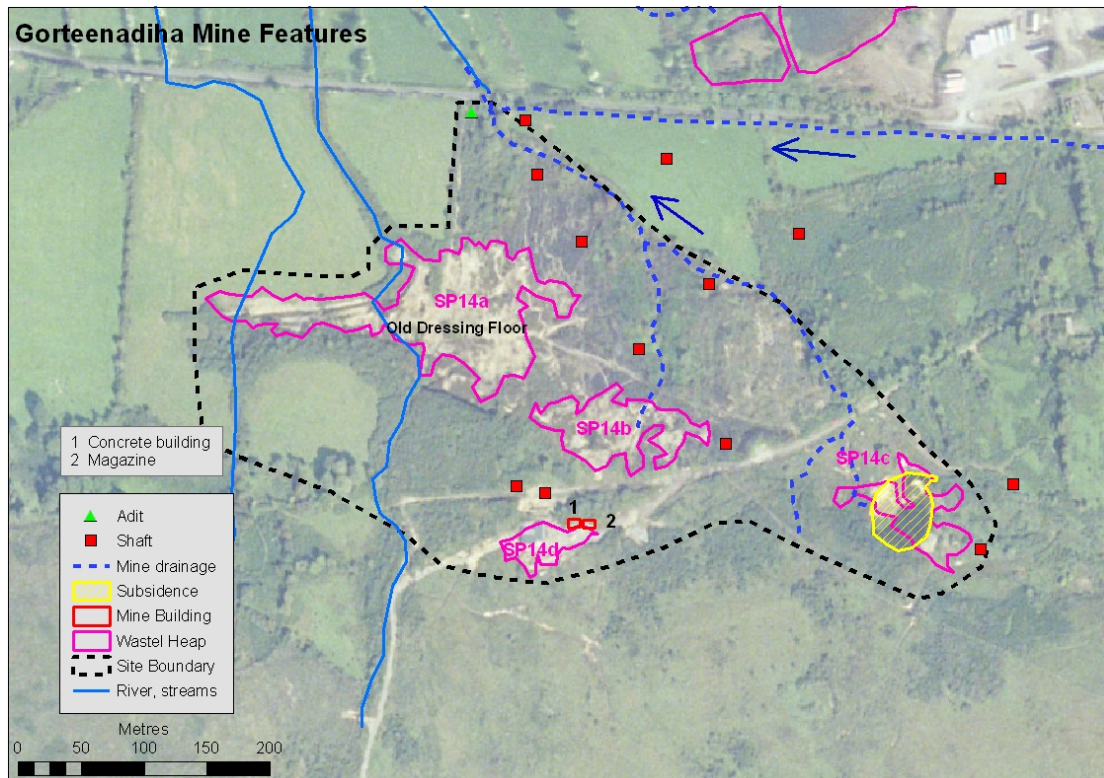 Gorteenadiha Mine Features
SP14a
Old Dressing Floor
SP14b
SP14c
1 Concrete building
2 Magazine
1
2
SP14d
Adit
Shaft
Mine drainage
Subsidence
Mine Building
Wastel Heap
Site Boundary
River, streams
Metres
0 50 100 150 200